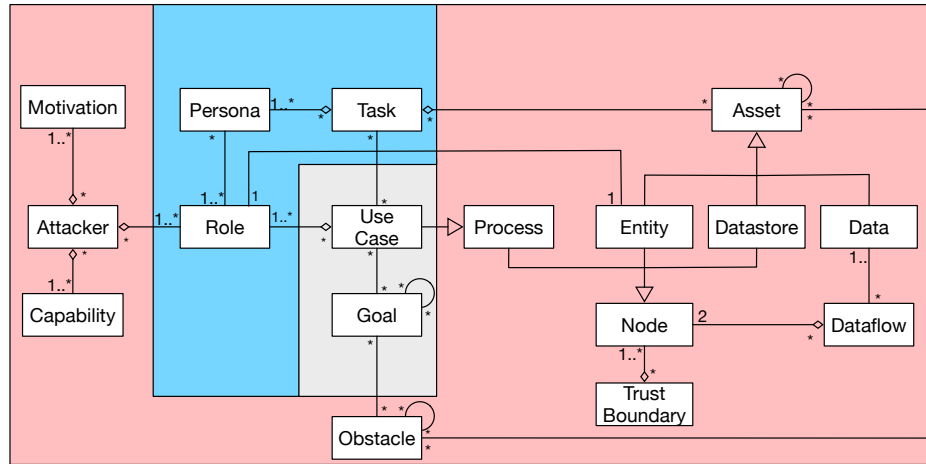 Motivation
Persona
Task
Asset
1..*
*
*
*
*
*
*
1..*
*
*
*
*
1..*
1
1
Attacker
*
1..*
Role
1..*
*
Use
Case
Process
Entity
Datastore
Data
*
*
1..
1..*
*
*
Capability
Goal
*
Node
2
*
*
Dataflow
*
1..*
*
Trust
Boundary
*
*
Obstacle
*